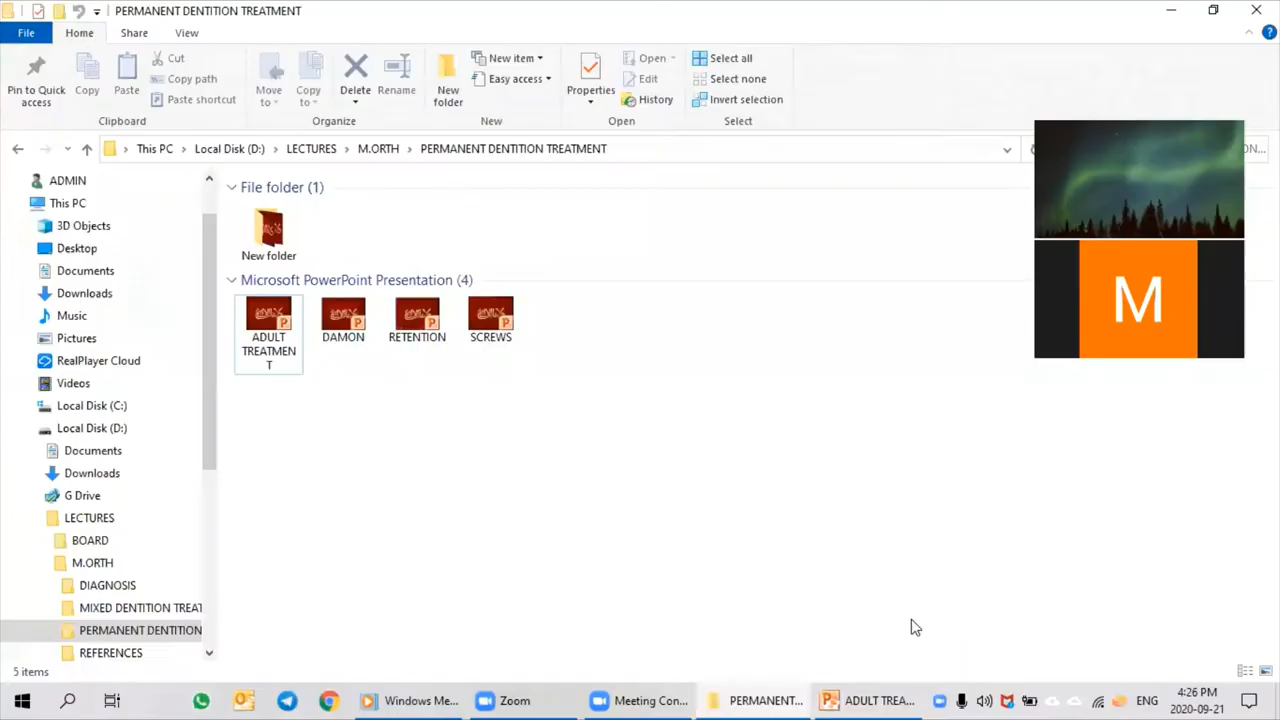 PERMANENT DENTITION TREATMENT
File Home Share View
Pin to Quick access
Copy
Paste
Cut
Copy path
Paste shortcut
Clipboard
Move to
Copy to
Delete
Rename
Organize
New folder
New item
Easy access
New
Properties
Open
Edit
History
Open
Select all
Select none
Invert selection
Select
This PC > Local Disk (D:) > LECTURES > M.ORTH > PERMANENT DENTITION TREATMENT
ON...
ADMIN
This PC
3D Objects
Desktop
Documents
Downloads
Music
Pictures
RealPlayer Cloud
Videos
Local Disk (C:)
Local Disk (D:)
Documents
Downloads
G Drive
LECTURES
BOARD
M.ORTH
DIAGNOSIS
MIXED DENTITION TREAT
PERMANENT DENTITION
REFERENCES
File folder (1)
New folder
Microsoft PowerPoint Presentation (4)
ADULT
TREATMEN
T
DAMON
RETENTION
SCREWS
M
5 items
Windows Me... Zoom Meeting Con... PERMANENT... ADULT TREA... ENG
4:26 PM
2020-09-21